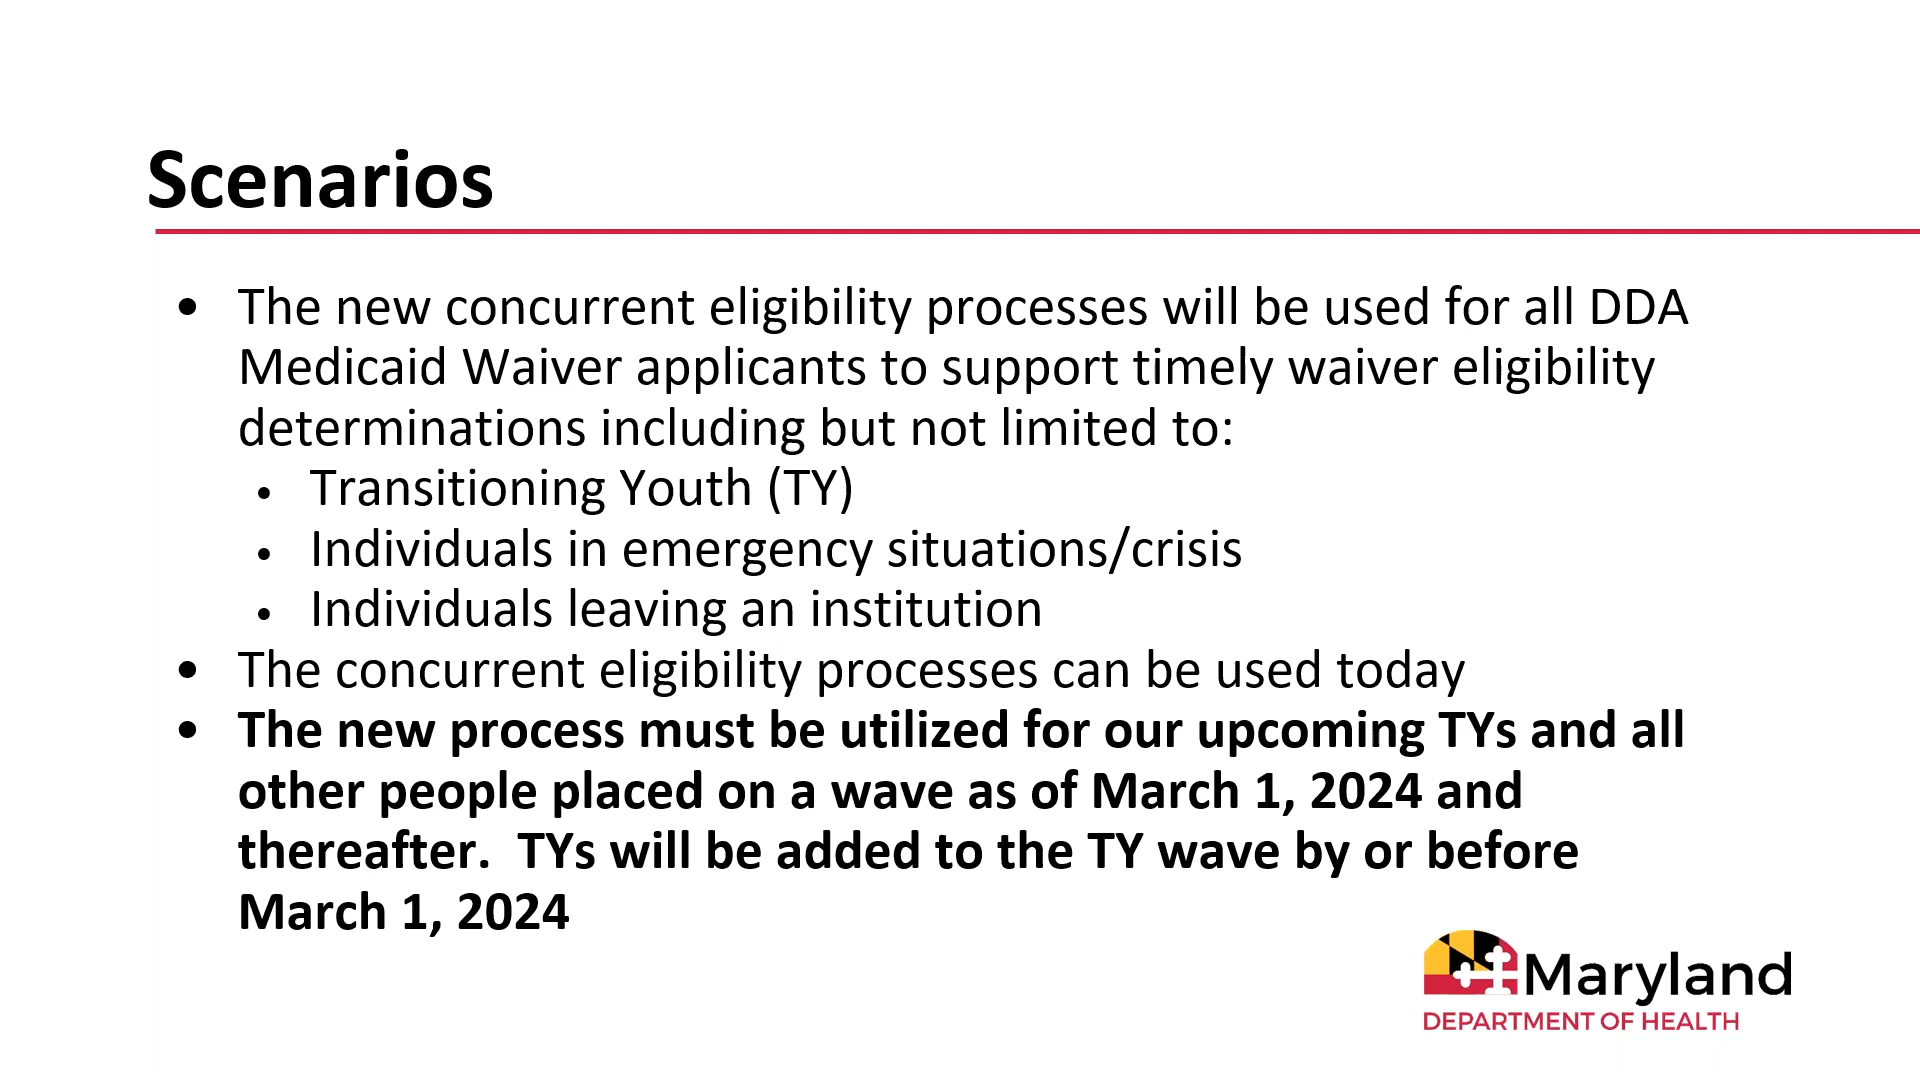 Scenarios
• The new concurrent eligibility processes will be used for all DDA
Medicaid Waiver applicants to support timely waiver eligibility
determinations including but not limited to:
• Transitioning Youth (TY)
• Individuals in emergency situations/crisis
• Individuals leaving an institution
• The concurrent eligibility processes can be used today
• The new process must be utilized for our upcoming TYs and all
other people placed on a wave as of March 1, 2024 and
thereafter.  TYs will be added to the TY wave by or before
March 1, 2024
Maryland
DEPARTMENT OF HEALTH